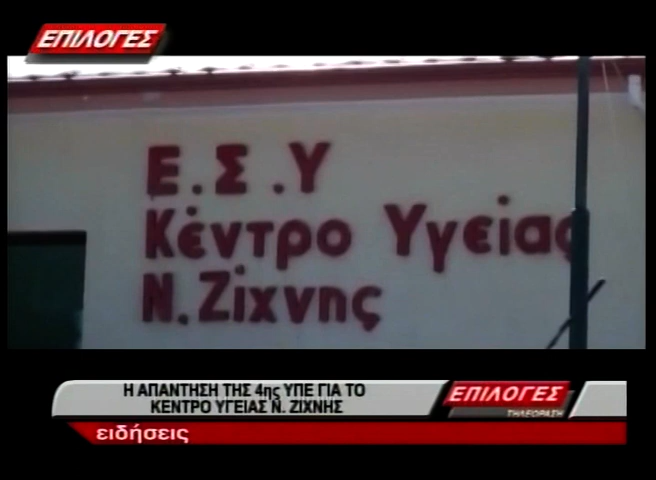 ΕΠΙΛΟΓΕΣ
Ε.Σ.Υ
Κέντρο Υγείας
Ν. Ζίχνης
Η ΑΠΑΝΤΗΣΗ ΤΗΣ 4ης ΥΠΕ ΓΙΑ ΤΟ
ΚΕΝΤΡΟ ΥΓΕΙΑΣ Ν. ΖΙΧΝΗΣ
ΕΠΙΛΟΓΕΣ
ΤΗΛΕΟΡΑΣΗ
ειδήσεις